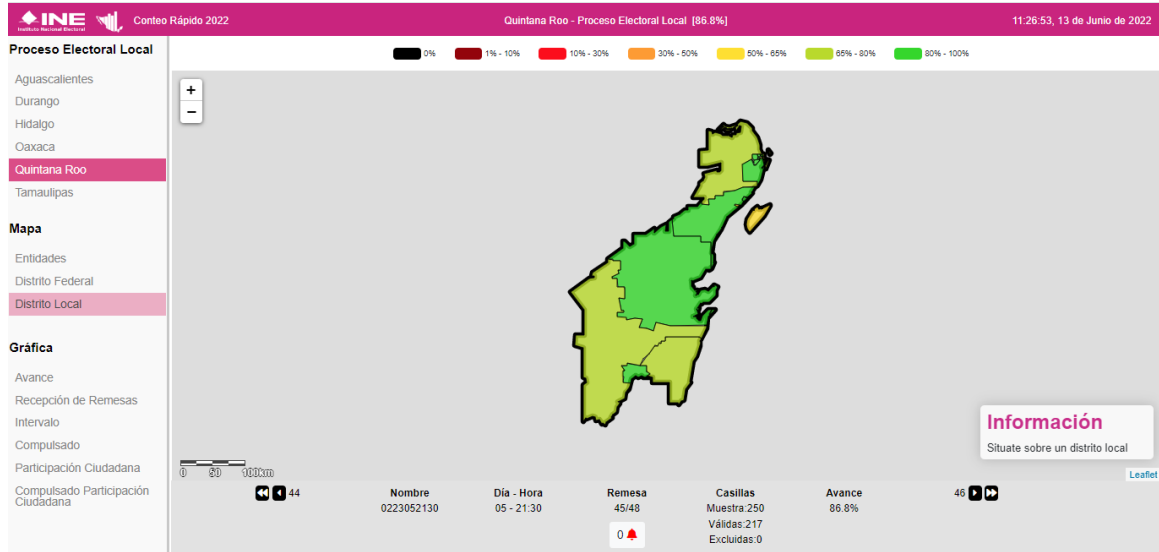 INE
Instituto Nacional Electoral
Conteo Rápido 2022
Quintana Roo - Proceso Electoral Local [86.8%]
11:26:53, 13 de Junio de 2022
Proceso Electoral Local
Aguascalientes
Durango
Hidalgo
Oaxaca
Quintana Roo
Tamaulipas
Mapa
Entidades
Distrito Federal
Distrito Local
Gráfica
Avance
Recepción de Remesas
Intervalo
Compulsado
Participación Ciudadana
Compulsado Participación
Ciudadana
0% 1% - 10% 10% - 30% 30% - 50% 50% - 65% 65% - 80% 80% - 100%
+
−
0 50 100km
Información
Situate sobre un distrito local
Leaflet
44 Nombre Día - Hora Remesa Casillas Avance 46
0223052130 05 - 21:30 45/48 Muestra:250 86.8%
Válidas:217
0 Excluidas:0